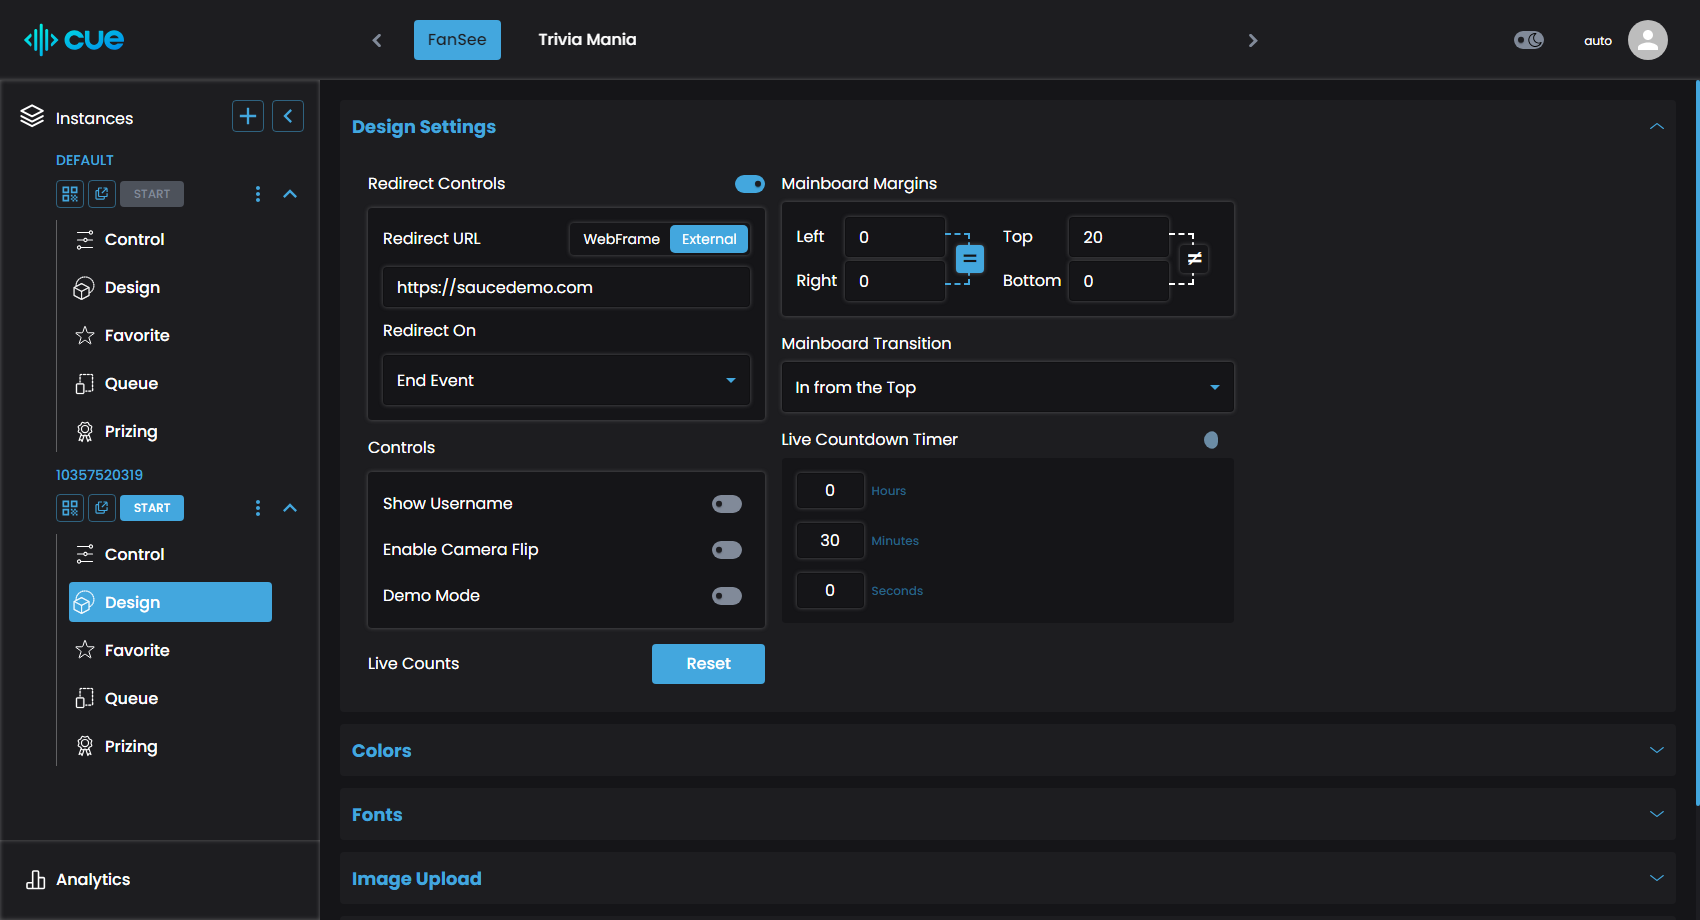 cue
FanSee
Trivia Mania
auto
Instances
DEFAULT
START
Control
Design
Favorite
Queue
Prizing
10357520319
START
Control
Design
Favorite
Queue
Prizing
Analytics
Design Settings
Redirect Controls
Redirect URL
WebFrame
External
https://saucedemo.com
Redirect On
End Event
Controls
Show Username
Enable Camera Flip
Demo Mode
Live Counts
Reset
Mainboard Margins
Left 0
Top 20
=
≠
Right 0
Bottom 0
Mainboard Transition
In from the Top
Live Countdown Timer
0 Hours
30 Minutes
0 Seconds
Colors
Fonts
Image Upload